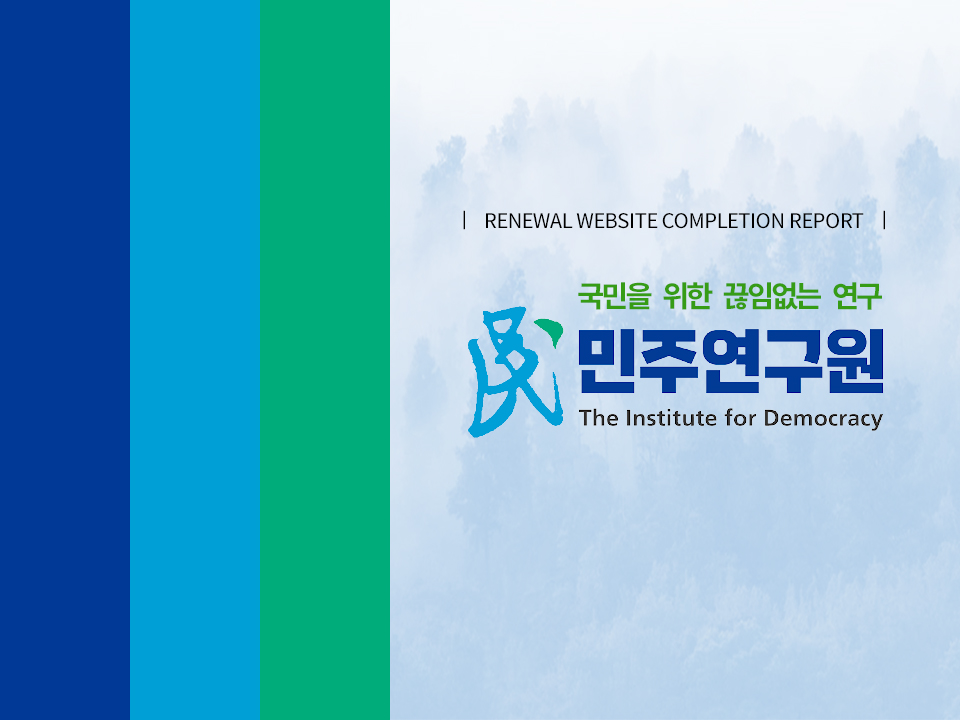 | RENEWAL WEBSITE COMPLETION REPORT |
국민을 위한 끊임없는 연구
民
민주연구원
The Institute for Democracy